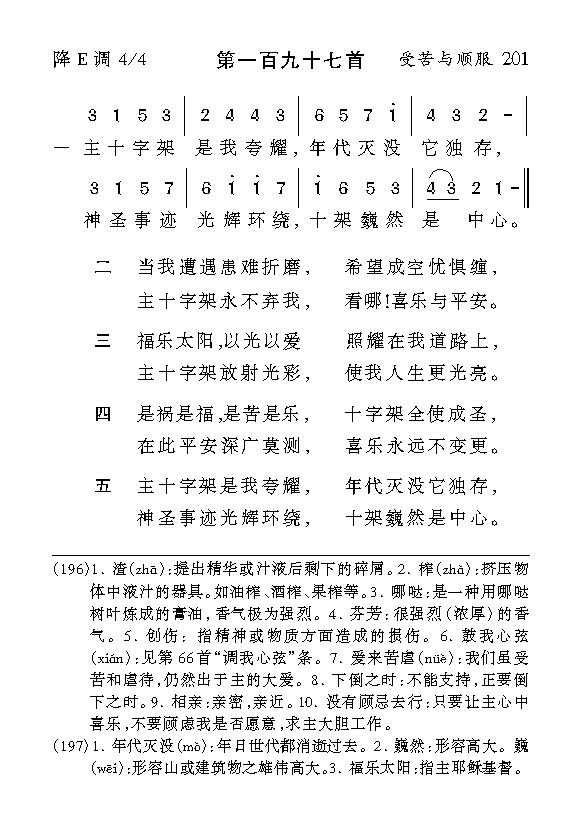 降E调 4/4 第一百九十七首 受苦与顺服 201
3 1 5 3 | 2 4 4 3 | 6 5 7 i | 4 3 2 - |
一 主十字架 是我夸耀, 年代灭没 它独存,
3 1 5 7 | 6 i i 7 | i 6 5 3 | 4 3 2 1 - ‖
神圣事迹 光辉环绕, 十架巍然 是 中心。
二 当我遭遇患难折磨, 希望成空忧惧缠,
主十字架永不弃我, 看哪!喜乐与平安。
三 福乐太阳,以光以爱 照耀在我道路上,
主十字架放射光彩, 使我人生更光亮。
四 是祸是福,是苦是乐, 十字架全使成圣,
在此平安深广莫测, 喜乐永远不变更。
五 主十字架是我夸耀, 年代灭没它独存,
神圣事迹光辉环绕, 十架巍然是中心。
(196)1. 渣(zhā):提出精华或汁液后剩下的碎屑。2. 榨(zhà):挤压物
体中液汁的器具。如油榨、酒榨、果榨等。3. 哪哒:是一种用哪哒
树叶炼成的膏油,香气极为强烈。4. 芬芳:很强烈(浓厚)的香
气。5. 创伤:指精神或物质方面造成的损伤。6. 鼓我心弦
(xián):见第66首“调我心弦”条。7. 爱来苦虐(nüè):我们虽受
苦和虐待,仍然出于主的大爱。8. 下倒之时:不能支持,正要倒
下之时。9. 相亲:亲密,亲近。10. 没有顾忌去行:只要让主心中
喜乐,不要顾虑我是否愿意,求主大胆工作。
(197)1. 年代灭没(mò):年日世代都消逝过去。2. 巍然:形容高大。巍
(wēi):形容山或建筑物之雄伟高大。3. 福乐太阳:指主耶稣基督。